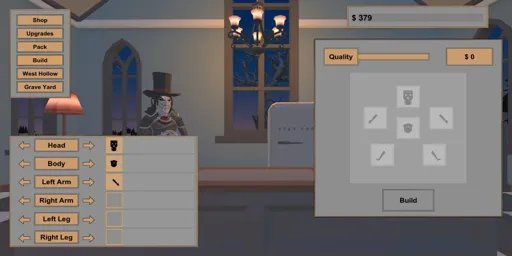 Shop
Upgrades
Pack
Build
West Hollow
Grave Yard
$ 379
Quality
$ 0
Head
Body
Left Arm
Right Arm
Left Leg
Right Leg
Build